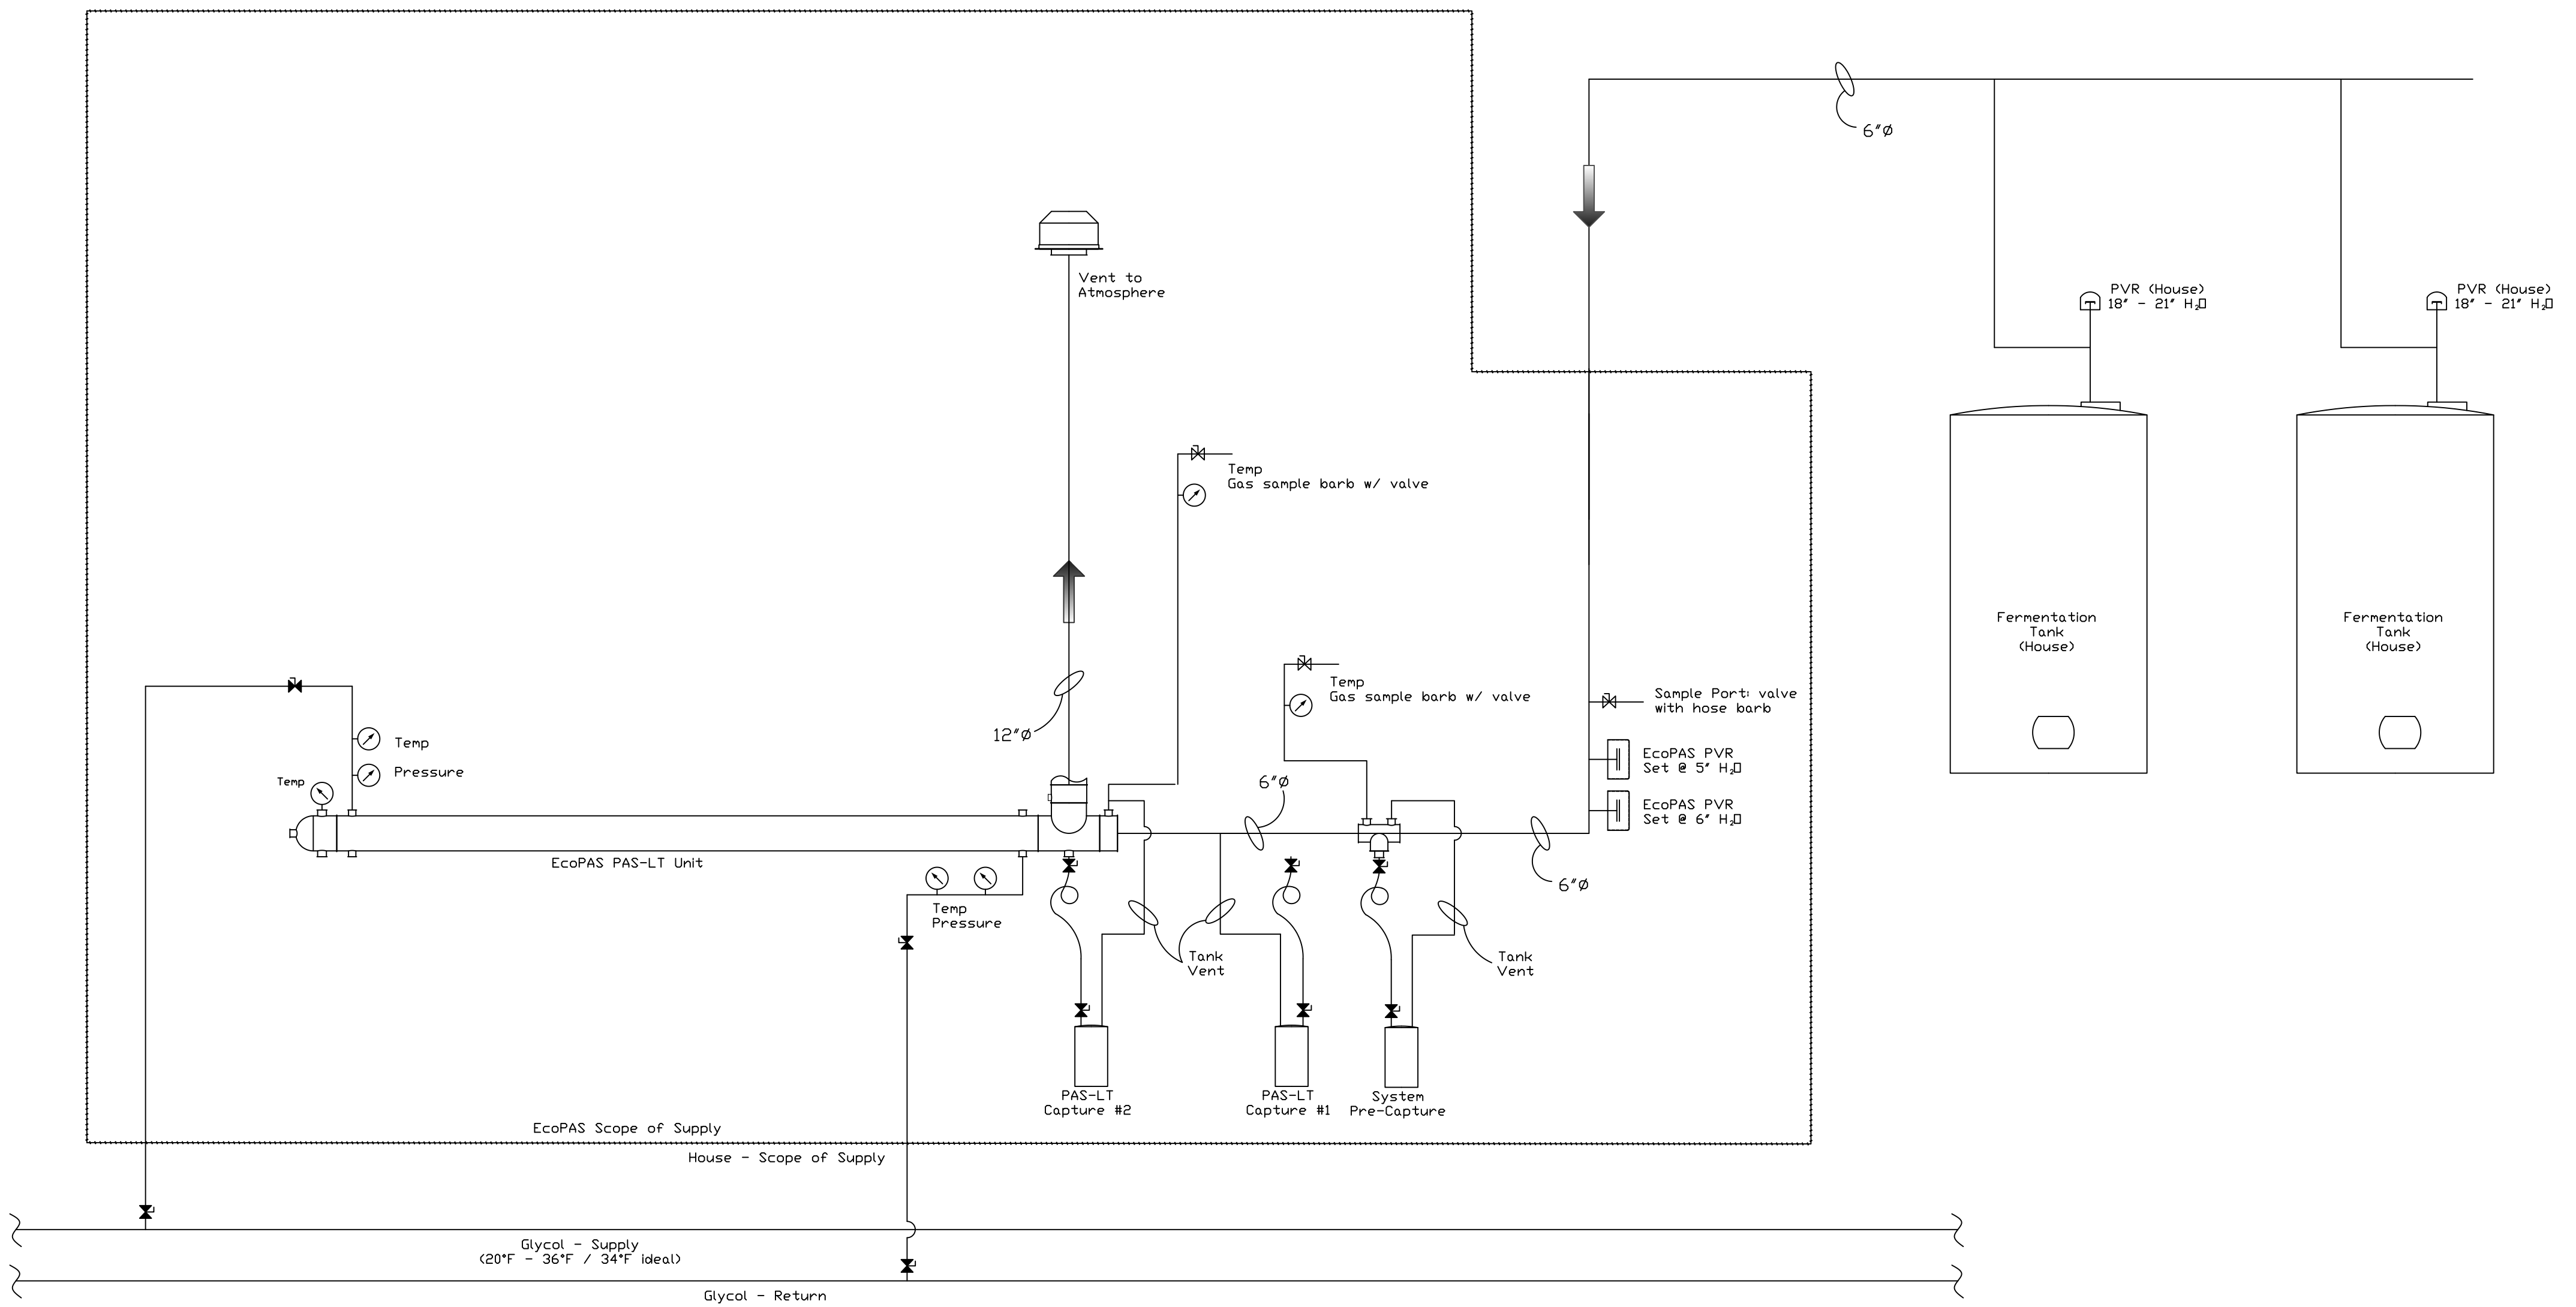 6"Ø
Vent to
Atmosphere
PVR (House)
18" - 21" H₂O
PVR (House)
18" - 21" H₂O
Temp
Gas sample barb w/ valve
Fermentation
Tank
(House)
Fermentation
Tank
(House)
Temp
Gas sample barb w/ valve
Sample Port: valve
with hose barb
12"Ø
Temp
Pressure
Temp
EcoPAS PVR
Set @ 5" H₂O
6"Ø
EcoPAS PVR
Set @ 6" H₂O
EcoPAS PAS-LT Unit
6"Ø
Temp
Pressure
Tank
Vent
Tank
Vent
PAS-LT
Capture #2
PAS-LT
Capture #1
System
Pre-Capture
EcoPAS Scope of Supply
House - Scope of Supply
Glycol - Supply
(20°F - 36°F / 34°F ideal)
Glycol - Return